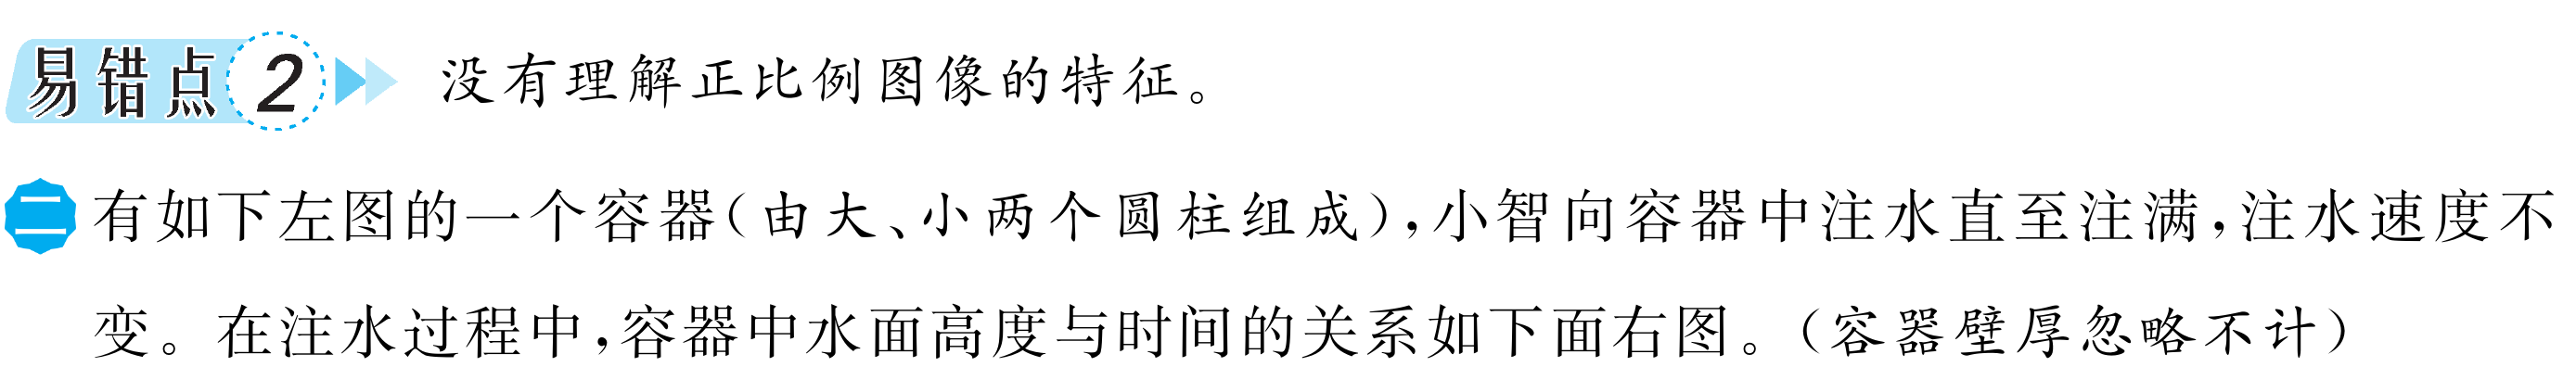 易错点2 没有理解正比例图像的特征。
二 有如下左图的一个容器(由大、小两个圆柱组成),小智向容器中注水直至注满,注水速度不
变。在注水过程中,容器中水面高度与时间的关系如下面右图。(容器壁厚忽略不计)